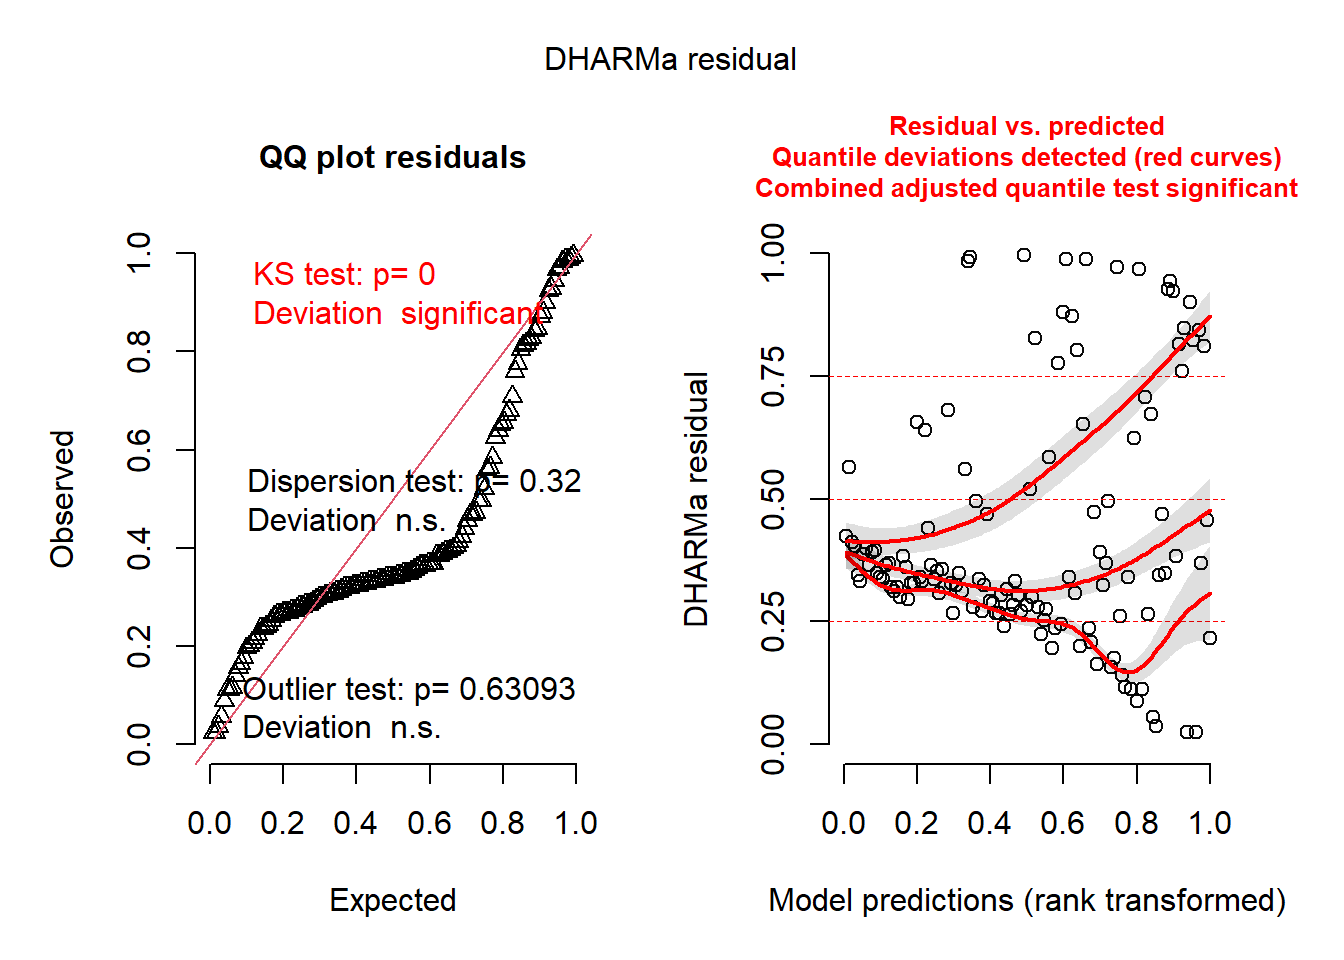 DHARMa residual
QQ plot residuals
KS test: p= 0
Deviation  significant
Dispersion test: p= 0.32
Deviation  n.s.
Outlier test: p= 0.63093
Deviation  n.s.
Observed
0.0 0.2 0.4 0.6 0.8 1.0
0.0 0.2 0.4 0.6 0.8 1.0
Expected
Residual vs. predicted
Quantile deviations detected (red curves)
Combined adjusted quantile test significant
DHARMa residual
0.00 0.25 0.50 0.75 1.00
0.0 0.2 0.4 0.6 0.8 1.0
Model predictions (rank transformed)